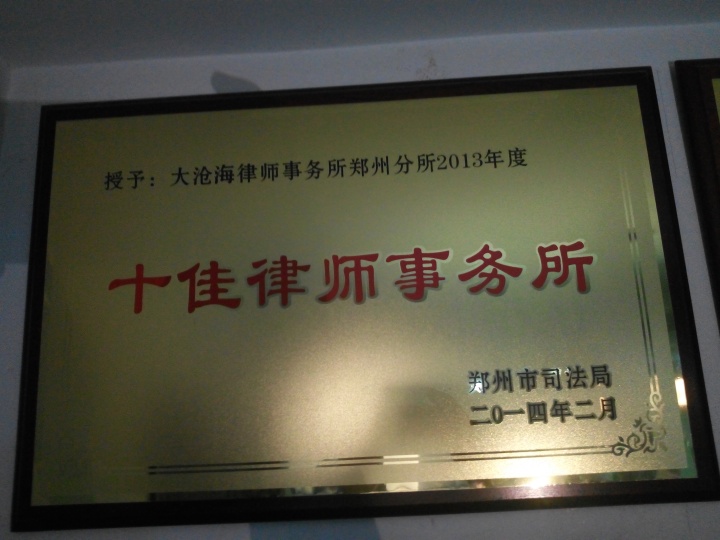 授予：大沧海律师事务所郑州分所2013年度
十佳律师事务所
郑州市司法局
二0一四年二月